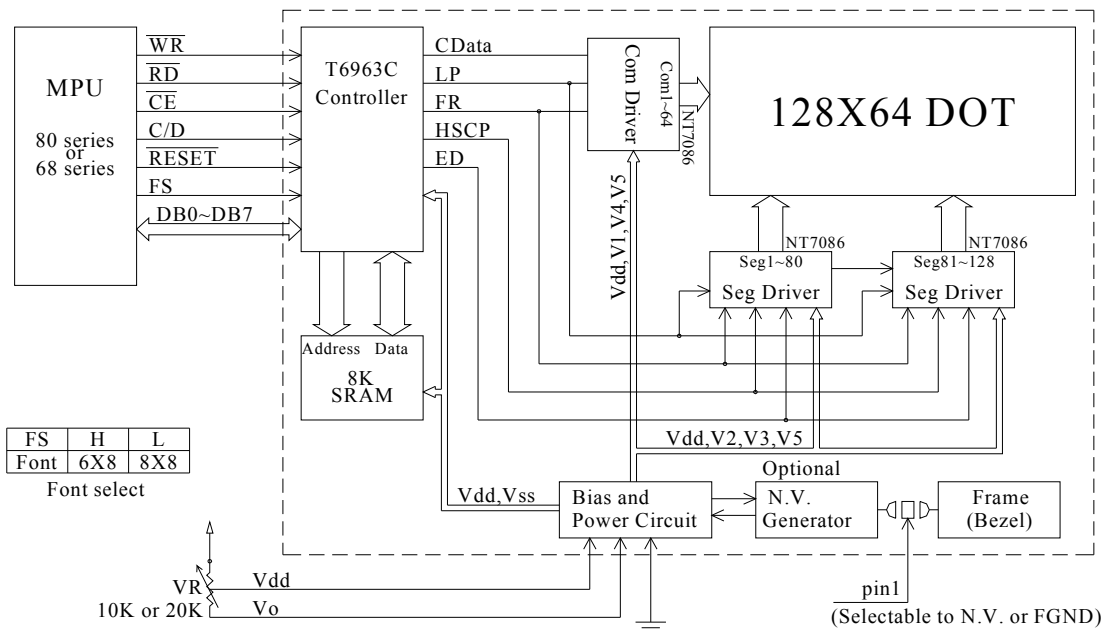 MPU
80 series
or
68 series
WR
RD
CE
C/D
RESET
FS
DB0~DB7
T6963C
Controller
CData
LP
FR
HSCP
ED
Com Driver
Com1~64
NT7086
128X64 DOT
Vdd,V1,V4,V5
NT7086
Seg1~80
Seg Driver
NT7086
Seg81~128
Seg Driver
Address Data
8K
SRAM
FS H L
Font 6X8 8X8
Font select
Vdd,V2,V3,V5
Vdd,Vss
Bias and
Power Circuit
Optional
N.V.
Generator
Frame
(Bezel)
VR
10K or 20K
Vdd
Vo
pin1
(Selectable to N.V. or FGND)